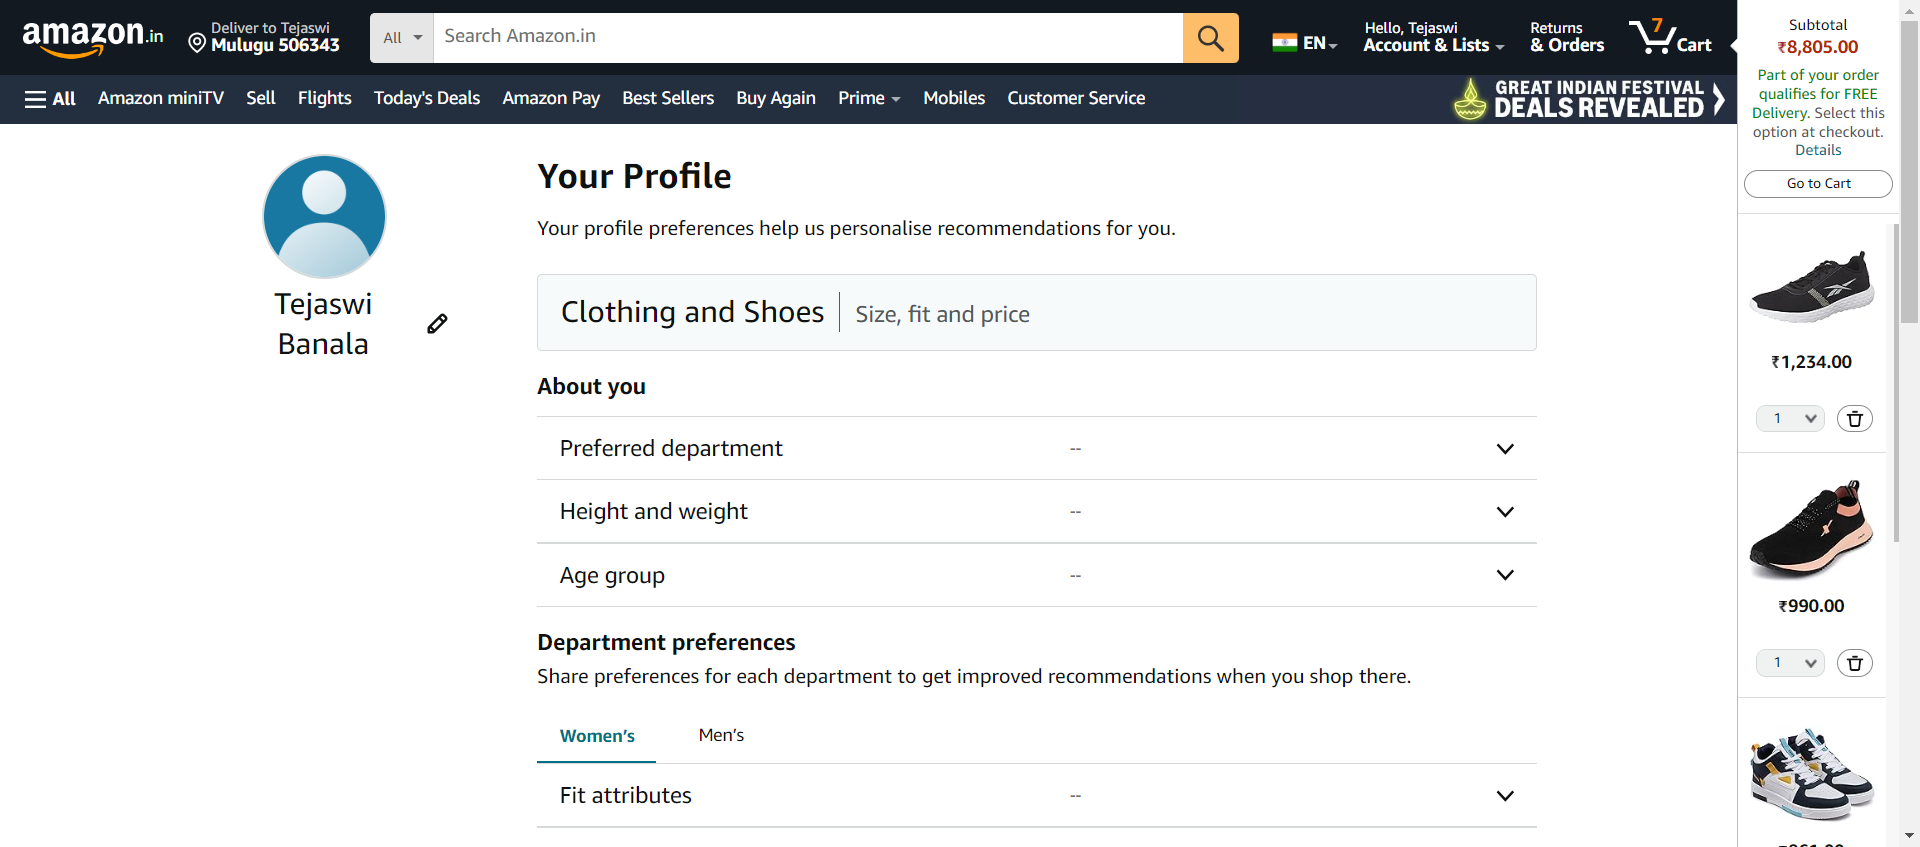 amazon.in
Deliver to Tejaswi
Mulugu 506343
All
Search Amazon.in
EN
Hello, Tejaswi
Account & Lists
Returns
& Orders
7
Cart
All
Amazon miniTV
Sell
Flights
Today's Deals
Amazon Pay
Best Sellers
Buy Again
Prime
Mobiles
Customer Service
GREAT INDIAN FESTIVAL
DEALS REVEALED
Tejaswi
Banala
Your Profile
Your profile preferences help us personalise recommendations for you.
Clothing and Shoes
Size, fit and price
About you
Preferred department --
Height and weight --
Age group --
Department preferences
Share preferences for each department to get improved recommendations when you shop there.
Women's
Men's
Fit attributes --
Subtotal
₹8,805.00
Part of your order
qualifies for FREE
Delivery. Select this
option at checkout.
Details
Go to Cart
₹1,234.00
1
₹990.00
1